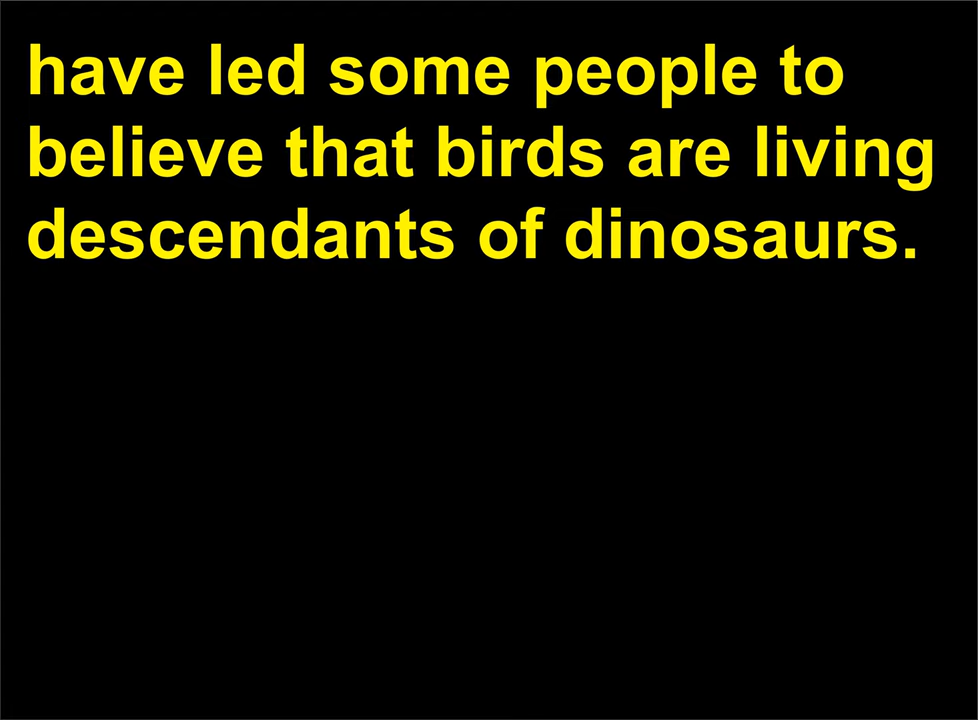 have led some people to
believe that birds are living
descendants of dinosaurs.